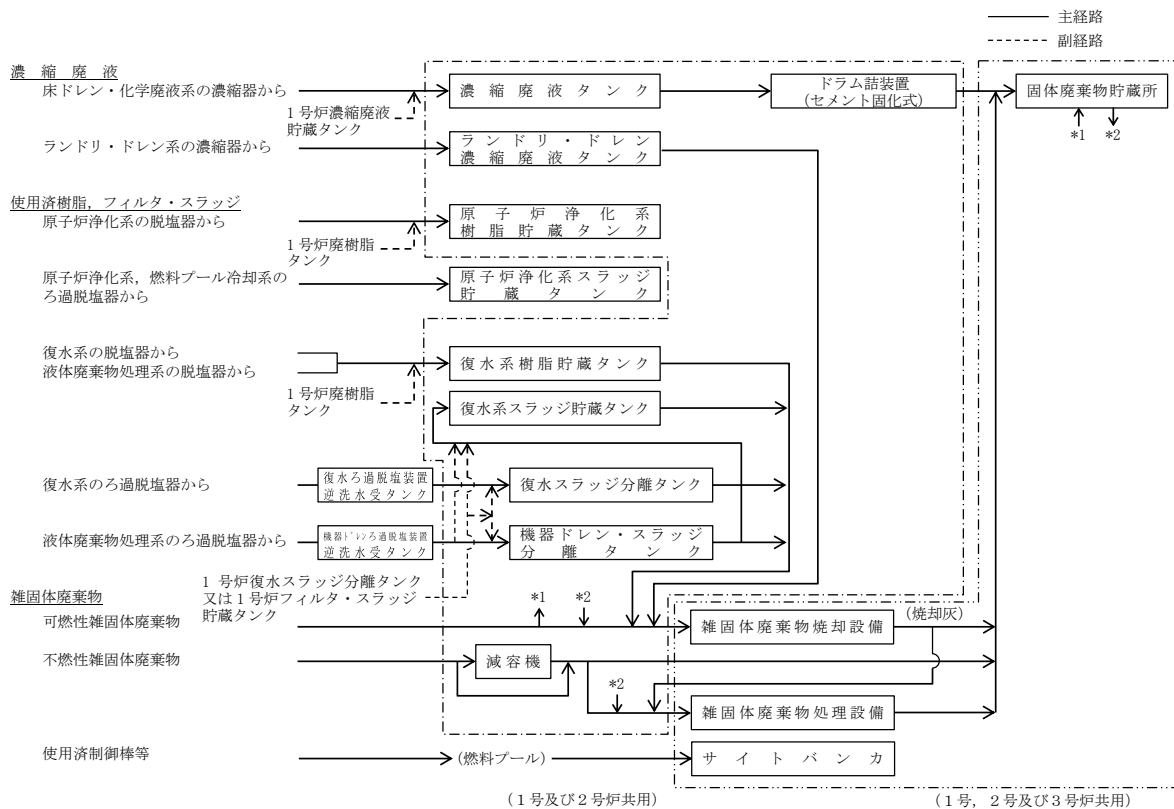 主経路
副経路
濃縮廃液
床ドレン・化学廃液系の濃縮器から
1号炉濃縮廃液
貯蔵タンク
濃縮廃液タンク
ドラム詰装置
(セメント固化式)
固体廃棄物貯蔵所
*1
*2
ランドリ・ドレン系の濃縮器から
ランドリ・ドレン
濃縮廃液タンク
使用済樹脂，フィルタ・スラッジ
原子炉浄化系の脱塩器から
1号炉廃樹脂
タンク
原子炉浄化系
樹脂貯蔵タンク
原子炉浄化系，燃料プール冷却系の
ろ過脱塩器から
原子炉浄化系スラッジ
貯蔵タンク
復水系の脱塩器から
液体廃棄物処理系の脱塩器から
1号炉廃樹脂
タンク
復水系樹脂貯蔵タンク
復水系スラッジ貯蔵タンク
復水系のろ過脱塩器から
復水ろ過脱塩装置
逆洗水受タンク
復水スラッジ分離タンク
液体廃棄物処理系のろ過脱塩器から
機器ﾄﾞﾚﾝろ過脱塩装置
逆洗水受タンク
機器ドレン・スラッジ
分離タンク
1号炉復水スラッジ分離タンク
又は1号炉フィルタ・スラッジ
貯蔵タンク
雑固体廃棄物
可燃性雑固体廃棄物
*1
*2
雑固体廃棄物焼却設備
(焼却灰)
不燃性雑固体廃棄物
減容機
*2
雑固体廃棄物処理設備
使用済制御棒等
(燃料プール)
サイトバンカ
(1号及び2号炉共用)
(1号，2号及び3号炉共用)